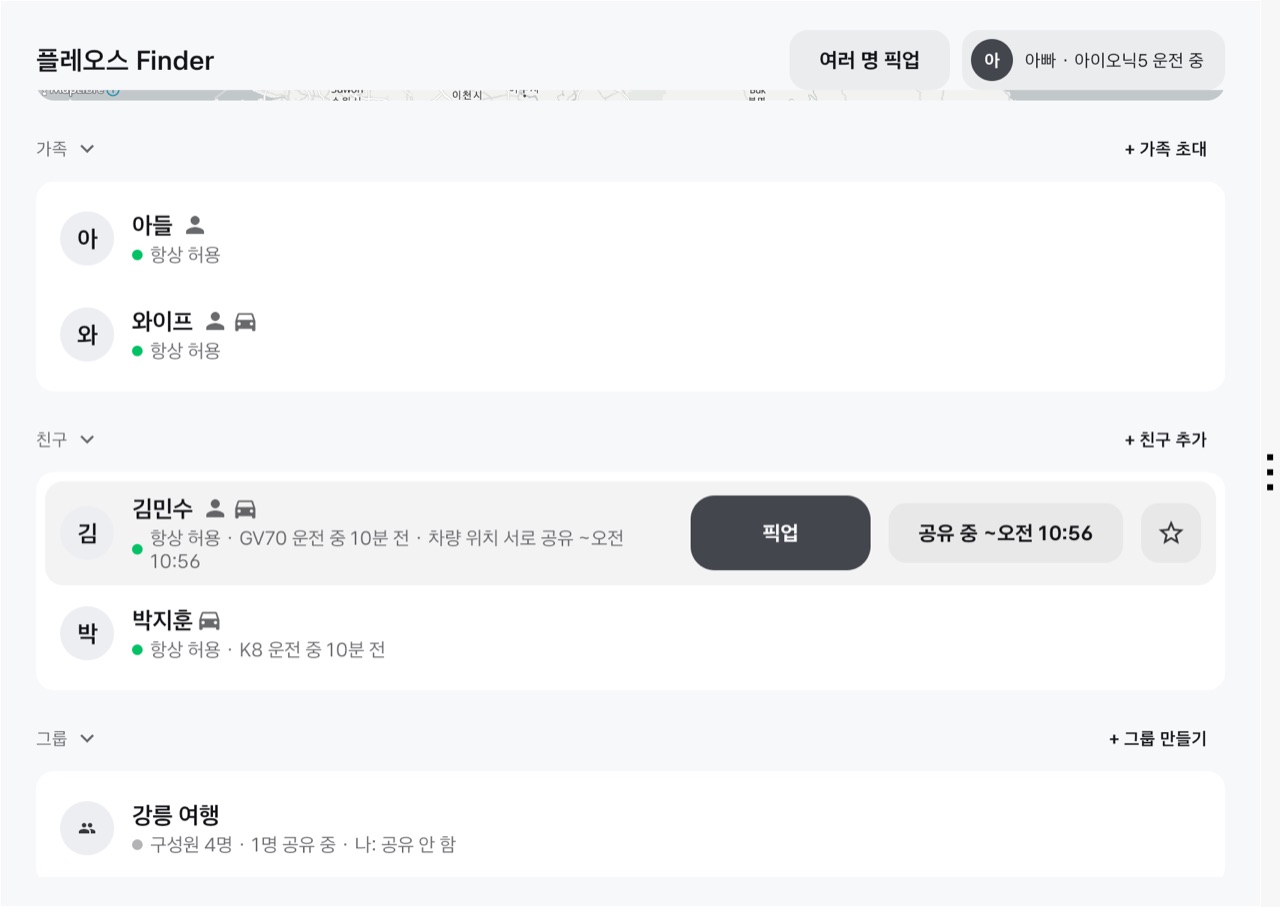 플레오스 Finder
여러 명 픽업
아
아빠 · 아이오닉5 운전 중
이천시
가족
+ 가족 초대
아
아들
항상 허용
와
와이프
항상 허용
친구
+ 친구 추가
김
김민수
항상 허용 · GV70 운전 중 10분 전 · 차량 위치 서로 공유 ~오전
10:56
픽업
공유 중 ~오전 10:56
박
박지훈
항상 허용 · K8 운전 중 10분 전
그룹
+ 그룹 만들기
강릉 여행
구성원 4명 · 1명 공유 중 · 나: 공유 안 함